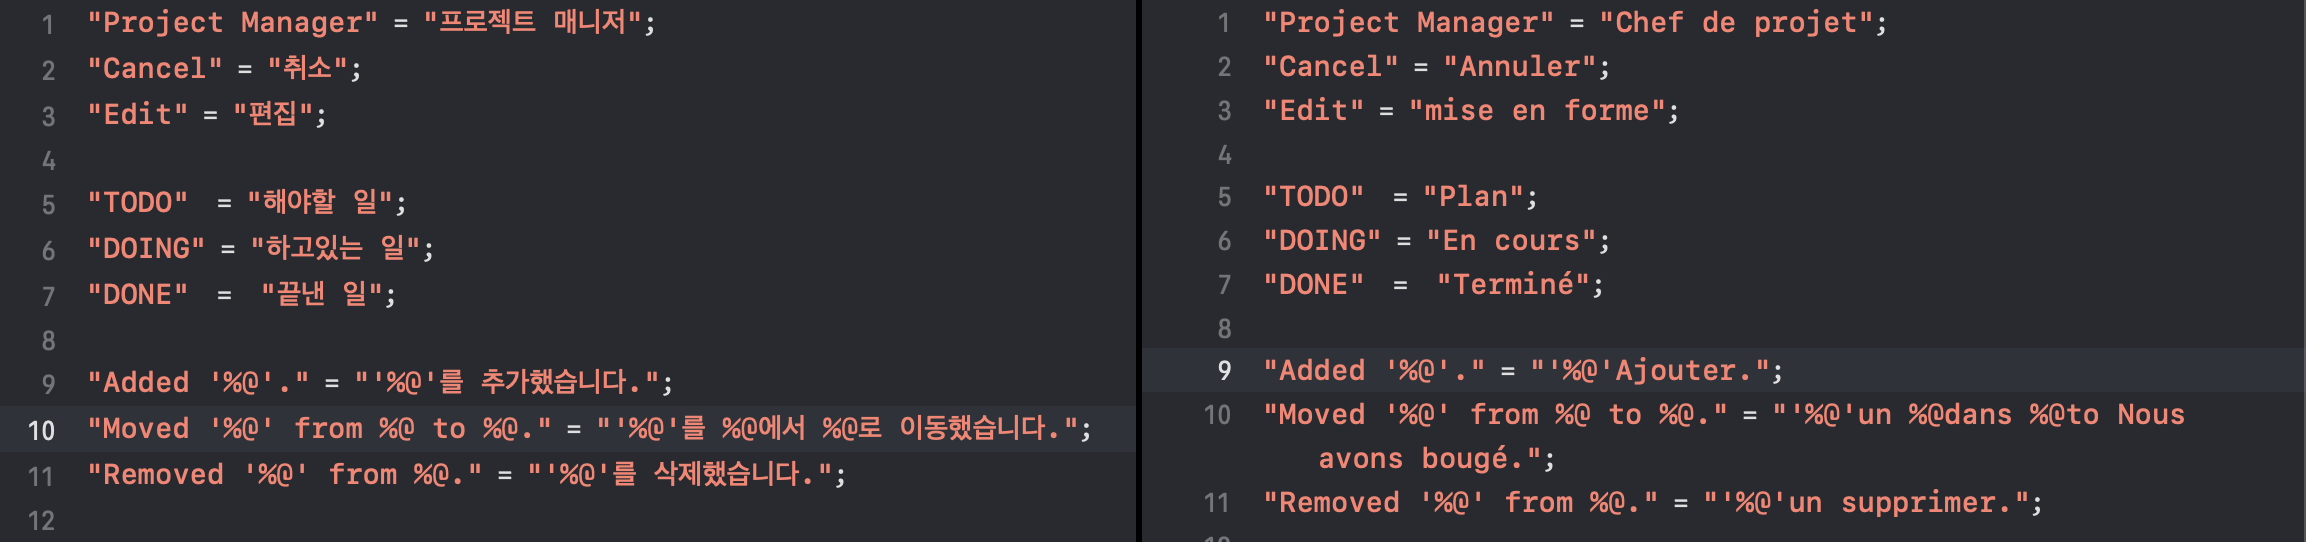 1 "Project Manager" = "프로젝트 매니저";
2 "Cancel" = "취소";
3 "Edit" = "편집";
4
5 "TODO"  = "해야할 일";
6 "DOING" = "하고있는 일";
7 "DONE"  =  "끝낸 일";
8
9 "Added '%@'." = "'%@'를 추가했습니다.";
10 "Moved '%@' from %@ to %@." = "'%@'를 %@에서 %@로 이동했습니다.";
11 "Removed '%@' from %@." = "'%@'를 삭제했습니다.";
12
1 "Project Manager" = "Chef de projet";
2 "Cancel" = "Annuler";
3 "Edit" = "mise en forme";
4
5 "TODO"  = "Plan";
6 "DOING" = "En cours";
7 "DONE"  =  "Terminé";
8
9 "Added '%@'." = "'%@'Ajouter.";
10 "Moved '%@' from %@ to %@." = "'%@'un %@dans %@to Nous
avons bougé.";
11 "Removed '%@' from %@." = "'%@'un supprimer.";